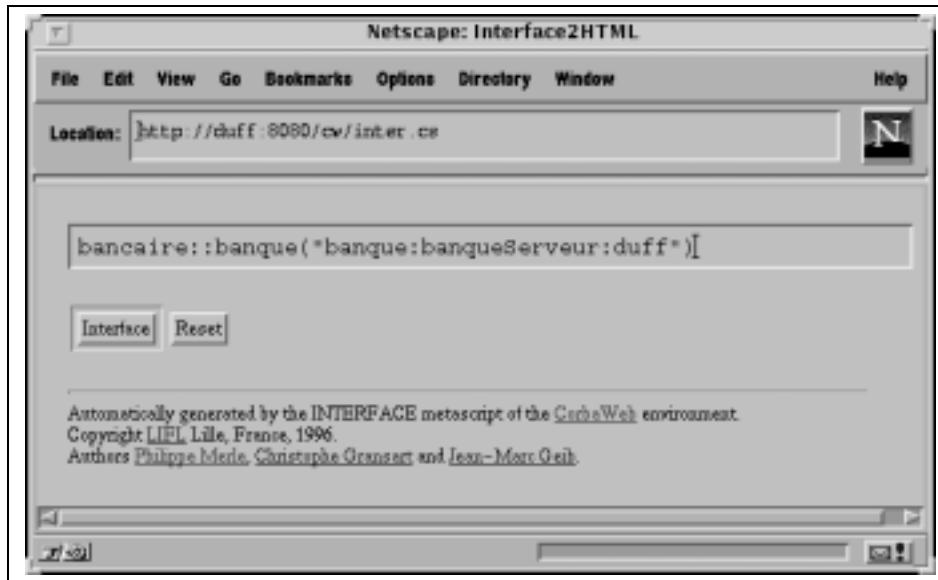 Netscape: Interface2HTML
File Edit View Go Bookmarks Options Directory Window Help
Location: http://duff:8080/cw/inter.cs
N
bancaire::banque("banque:banqueServeur:duff")
Interface Reset
Automatically generated by the INTERFACE metascript of the CorbaWeb environment.
Copyright LIFL Lille, France, 1996.
Authors Philippe Merle, Christophe Gransart and Jean-Marc Geib.